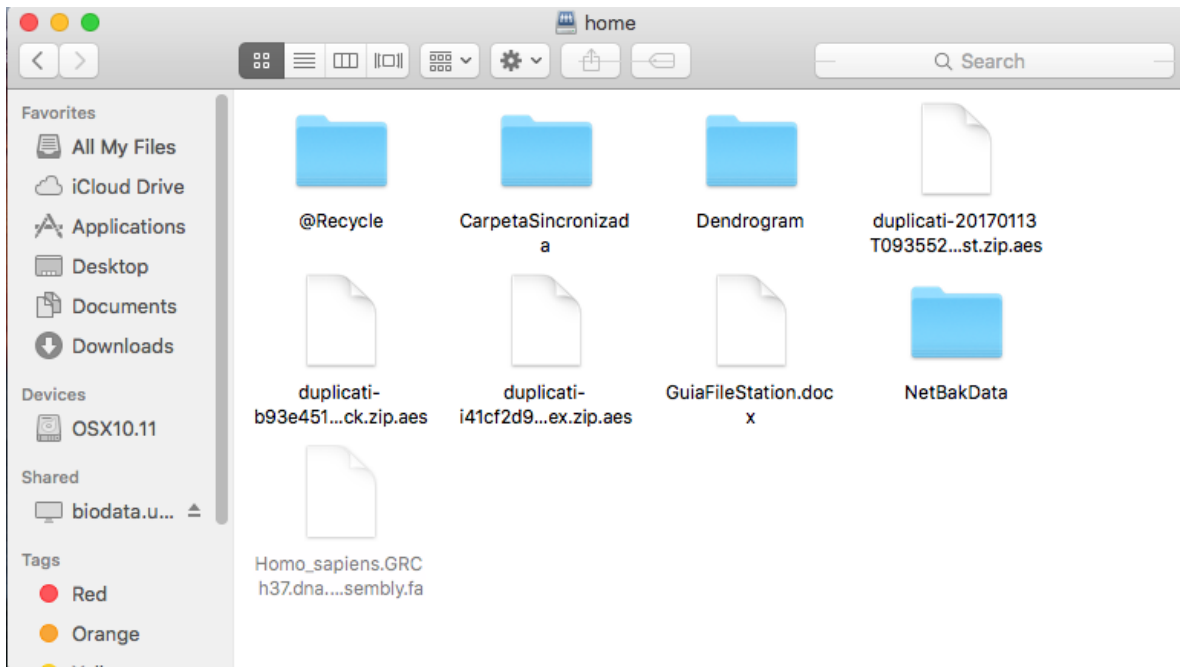 home
Search
Favorites
All My Files
iCloud Drive
Applications
Desktop
Documents
Downloads
Devices
OSX10.11
Shared
biodata.u...
Tags
Red
Orange
@Recycle
CarpetaSincronizad
a
Dendrogram
duplicati-20170113
T093552...st.zip.aes
duplicati-
b93e451...ck.zip.aes
duplicati-
i41cf2d9...ex.zip.aes
GuiaFileStation.doc
x
NetBakData
Homo_sapiens.GRC
h37.dna....sembly.fa